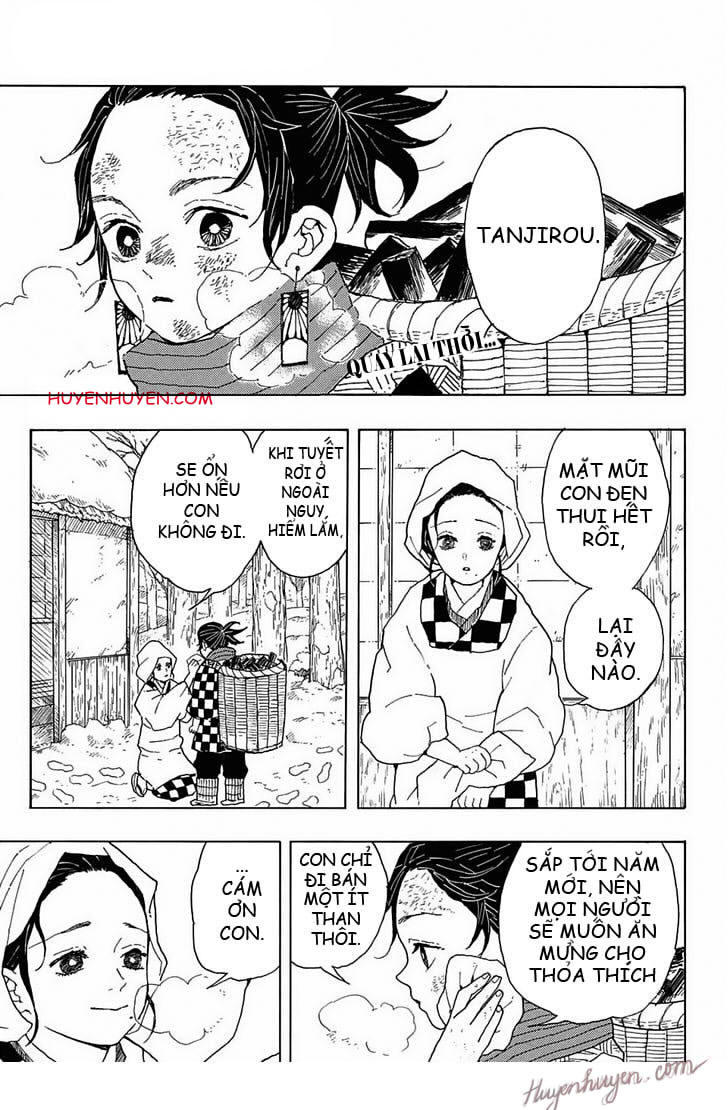 TANJIROU.
QUAY LẠI THỜI...
HUYENHUYEN.COM
MẶT MŨI
CON ĐEN
THUI HẾT
RỒI,
LẠI
ĐÂY
NÀO.
KHI TUYẾT
RƠI Ở
NGOÀI
NGUY
HIỂM LẮM,
SẼ ỔN
HƠN NẾU
CON
KHÔNG ĐI.
SẮP TỚI NĂM
MỚI, NÊN
MỌI NGƯỜI
SẼ MUỐN ĂN
MỪNG CHO
THỎA THÍCH
CON CHỈ
ĐI BÁN
MỘT ÍT
THAN
THÔI.
...
CÁM
ƠN
CON.
Huyenhuyen.com